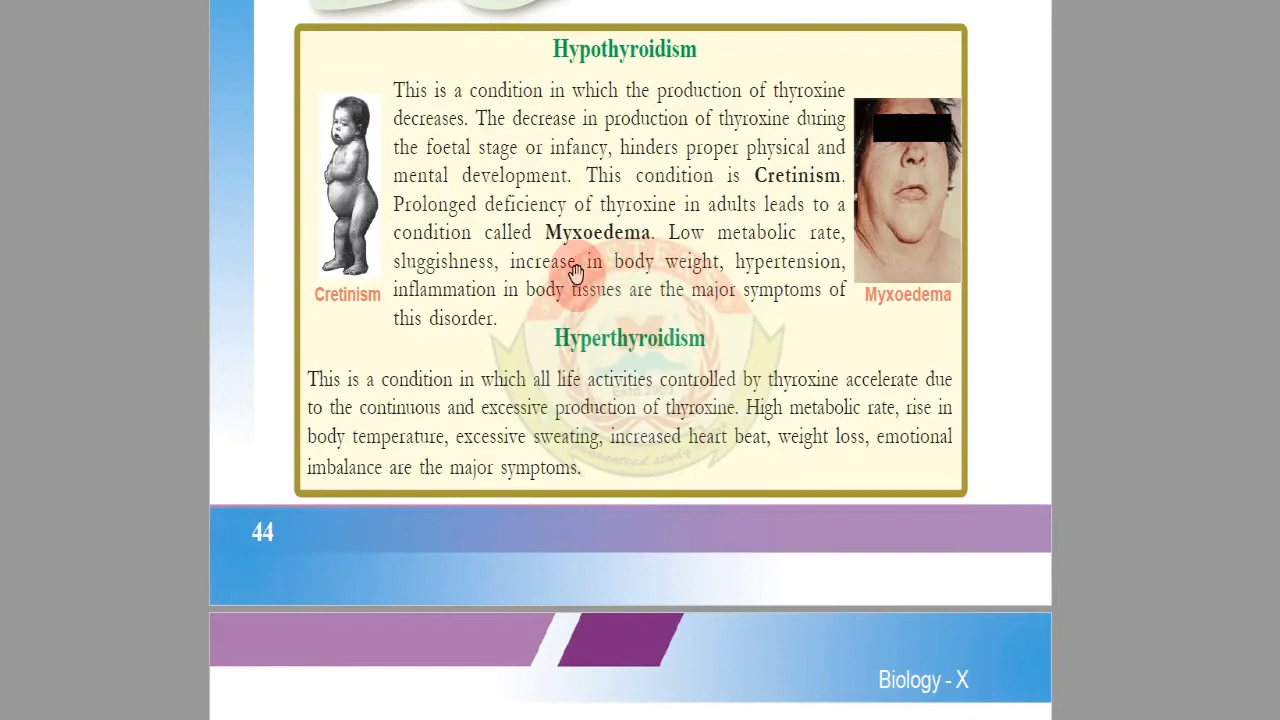 Hypothyroidism
This is a condition in which the production of thyroxine
decreases. The decrease in production of thyroxine during
the foetal stage or infancy, hinders proper physical and
mental development. This condition is Cretinism.
Prolonged deficiency of thyroxine in adults leads to a
condition called Myxoedema. Low metabolic rate,
sluggishness, increase in body weight, hypertension,
inflammation in body tissues are the major symptoms of
this disorder.
Cretinism
Myxoedema
Hyperthyroidism
This is a condition in which all life activities controlled by thyroxine accelerate due
to the continuous and excessive production of thyroxine. High metabolic rate, rise in
body temperature, excessive sweating, increased heart beat, weight loss, emotional
imbalance are the major symptoms.
44
Biology - X